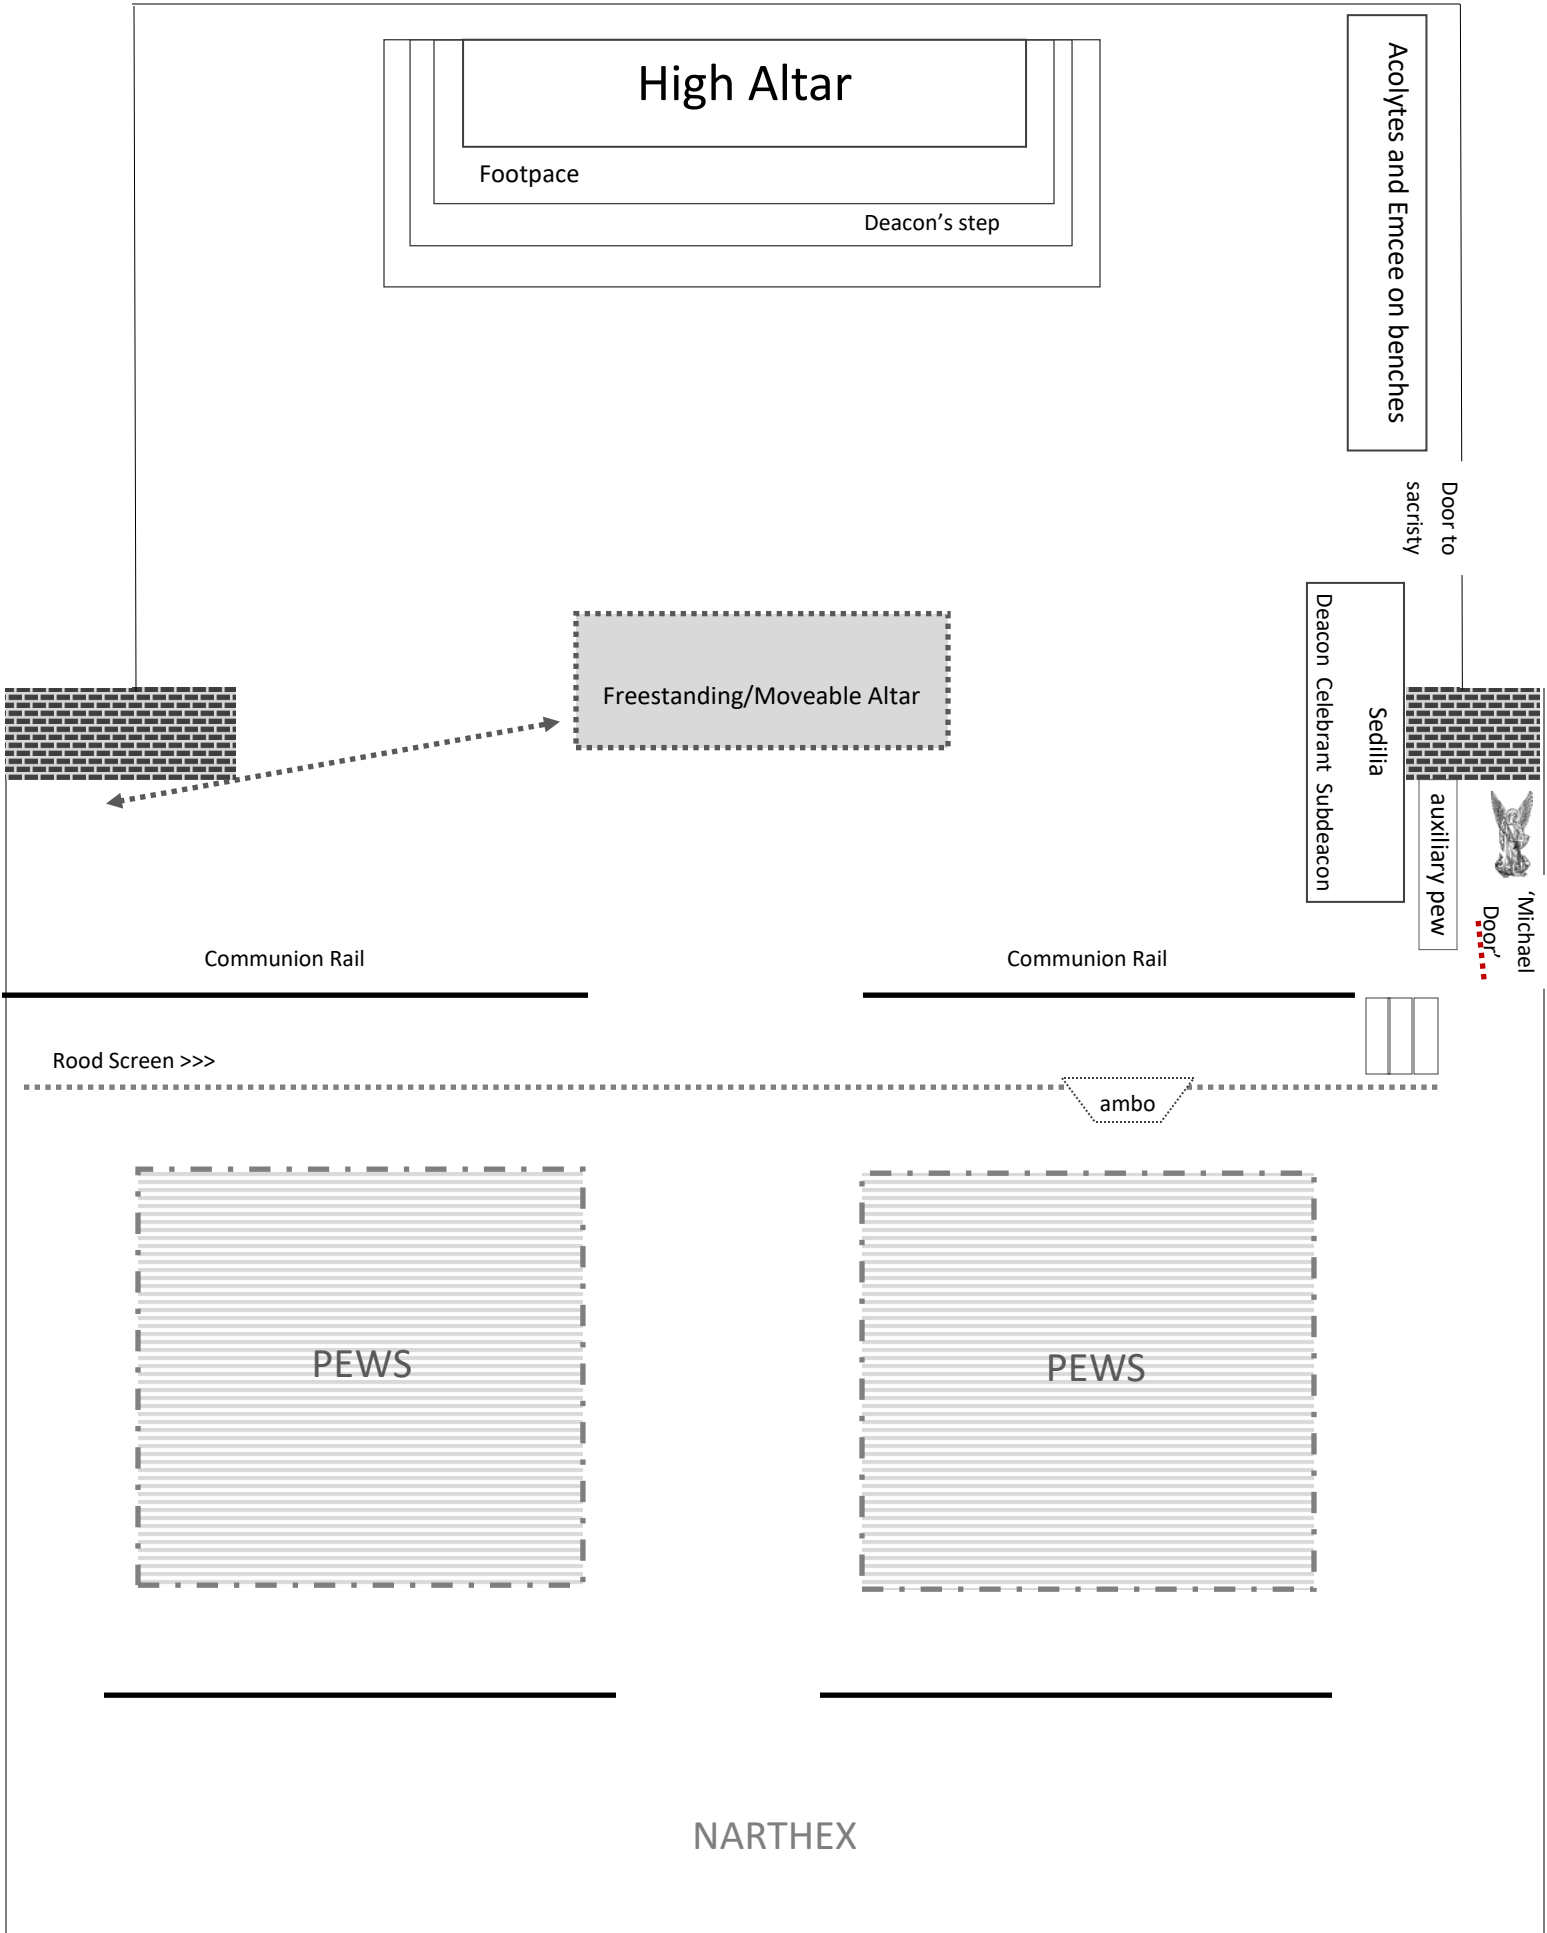 High Altar
Footpace
Deacon’s step
Acolytes and Emcee on benches
Door to
sacristy
Freestanding/Moveable Altar
Sedilia
Deacon Celebrant Subdeacon
auxiliary pew
‘Michael
Door’
Communion Rail
Communion Rail
Rood Screen >>>
ambo
PEWS
PEWS
NARTHEX